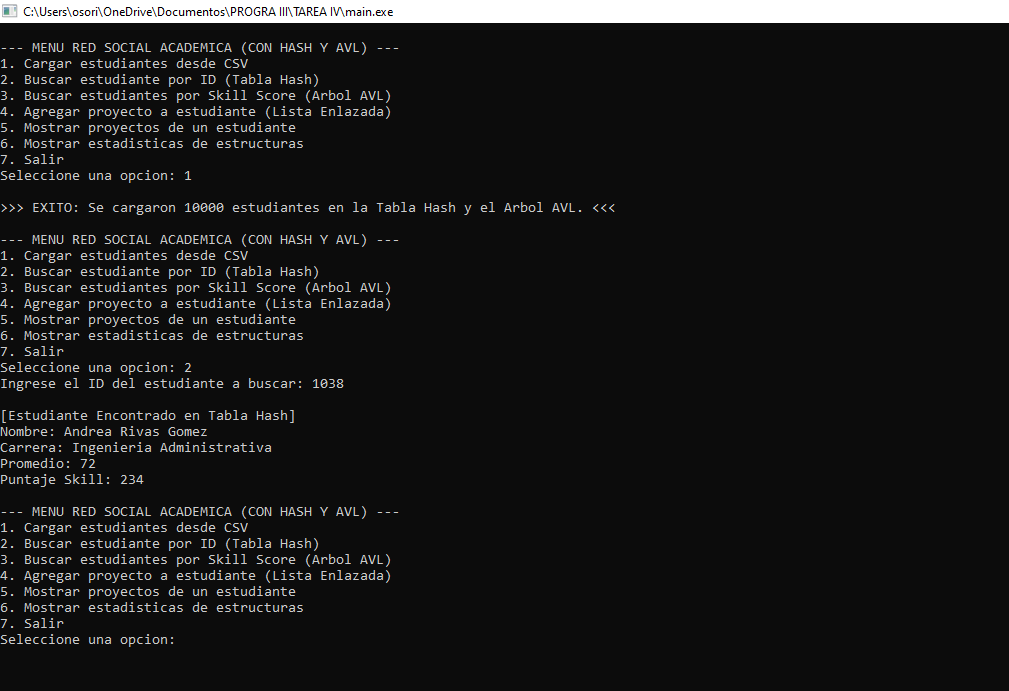 C:\Users\osori\OneDrive\Documentos\PROGRA III\TAREA IV\main.exe
--- MENU RED SOCIAL ACADEMICA (CON HASH Y AVL) ---
1. Cargar estudiantes desde CSV
2. Buscar estudiante por ID (Tabla Hash)
3. Buscar estudiantes por Skill Score (Arbol AVL)
4. Agregar proyecto a estudiante (Lista Enlazada)
5. Mostrar proyectos de un estudiante
6. Mostrar estadisticas de estructuras
7. Salir
Seleccione una opcion: 1
>>> EXITO: Se cargaron 10000 estudiantes en la Tabla Hash y el Arbol AVL. <<<
--- MENU RED SOCIAL ACADEMICA (CON HASH Y AVL) ---
1. Cargar estudiantes desde CSV
2. Buscar estudiante por ID (Tabla Hash)
3. Buscar estudiantes por Skill Score (Arbol AVL)
4. Agregar proyecto a estudiante (Lista Enlazada)
5. Mostrar proyectos de un estudiante
6. Mostrar estadisticas de estructuras
7. Salir
Seleccione una opcion: 2
Ingrese el ID del estudiante a buscar: 1038
[Estudiante Encontrado en Tabla Hash]
Nombre: Andrea Rivas Gomez
Carrera: Ingenieria Administrativa
Promedio: 72
Puntaje Skill: 234
--- MENU RED SOCIAL ACADEMICA (CON HASH Y AVL) ---
1. Cargar estudiantes desde CSV
2. Buscar estudiante por ID (Tabla Hash)
3. Buscar estudiantes por Skill Score (Arbol AVL)
4. Agregar proyecto a estudiante (Lista Enlazada)
5. Mostrar proyectos de un estudiante
6. Mostrar estadisticas de estructuras
7. Salir
Seleccione una opcion: